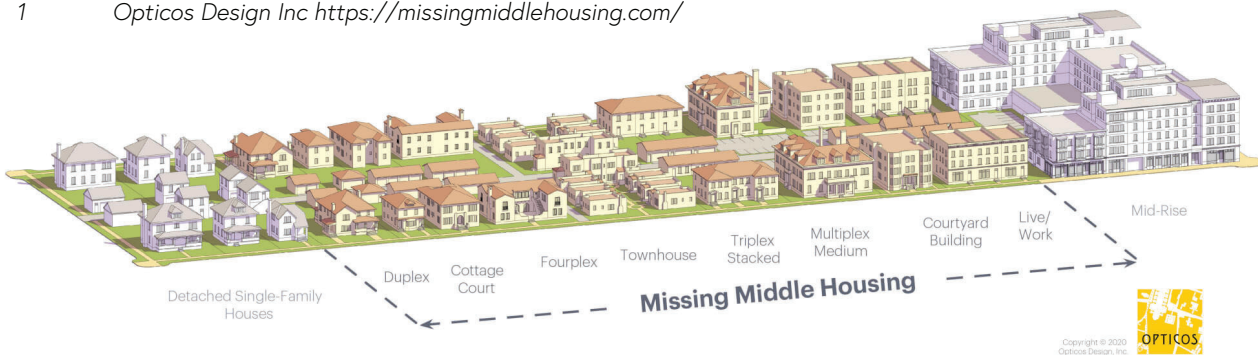 1 Opticos Design Inc https://missingmiddlehousing.com/
Detached Single-Family
Houses
Duplex
Cottage
Court
Fourplex
Townhouse
Triplex
Stacked
Multiplex
Medium
Courtyard
Building
Live/
Work
Mid-Rise
Missing Middle Housing
Copyright © 2020
Opticos Design, Inc.
OPTICOS